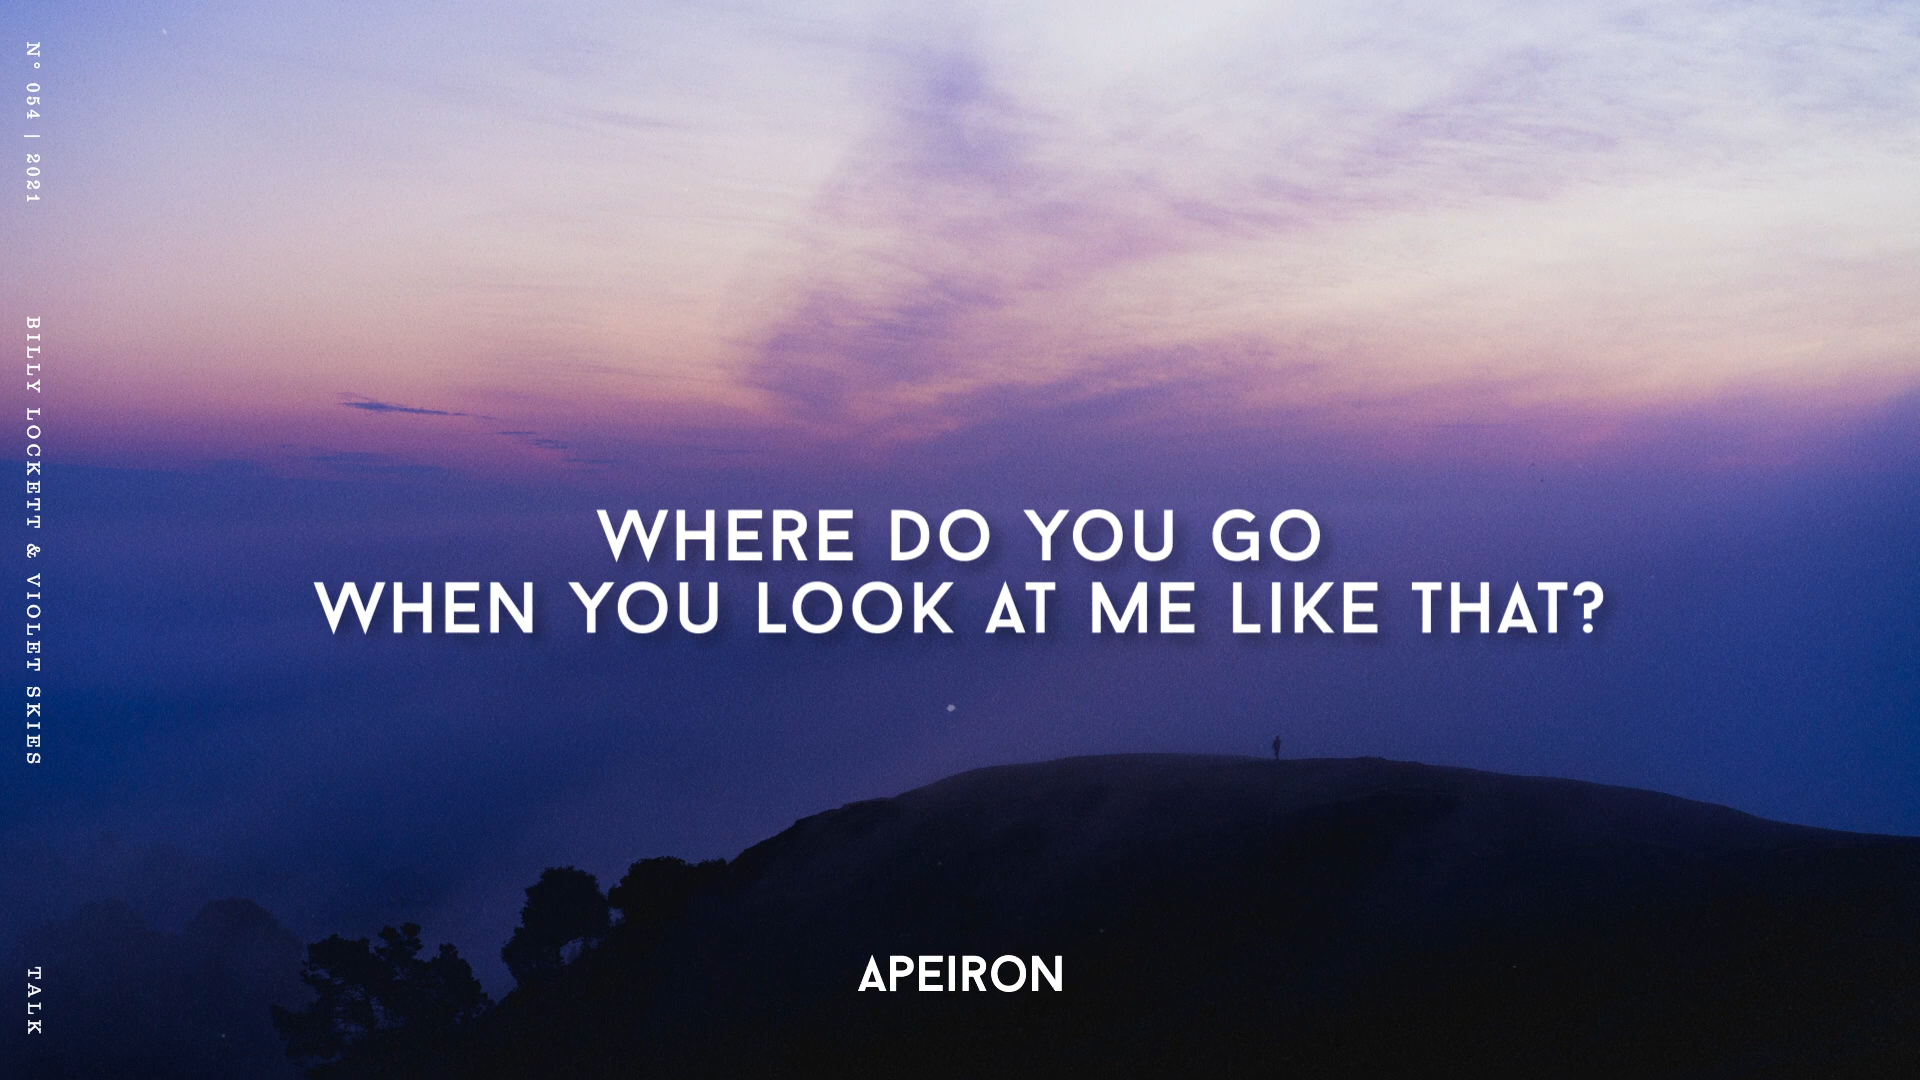 N° 054 | 2021
BILLY LOCKETT & VIOLET SKIES
TALK
WHERE DO YOU GO
WHEN YOU LOOK AT ME LIKE THAT?
APEIRON